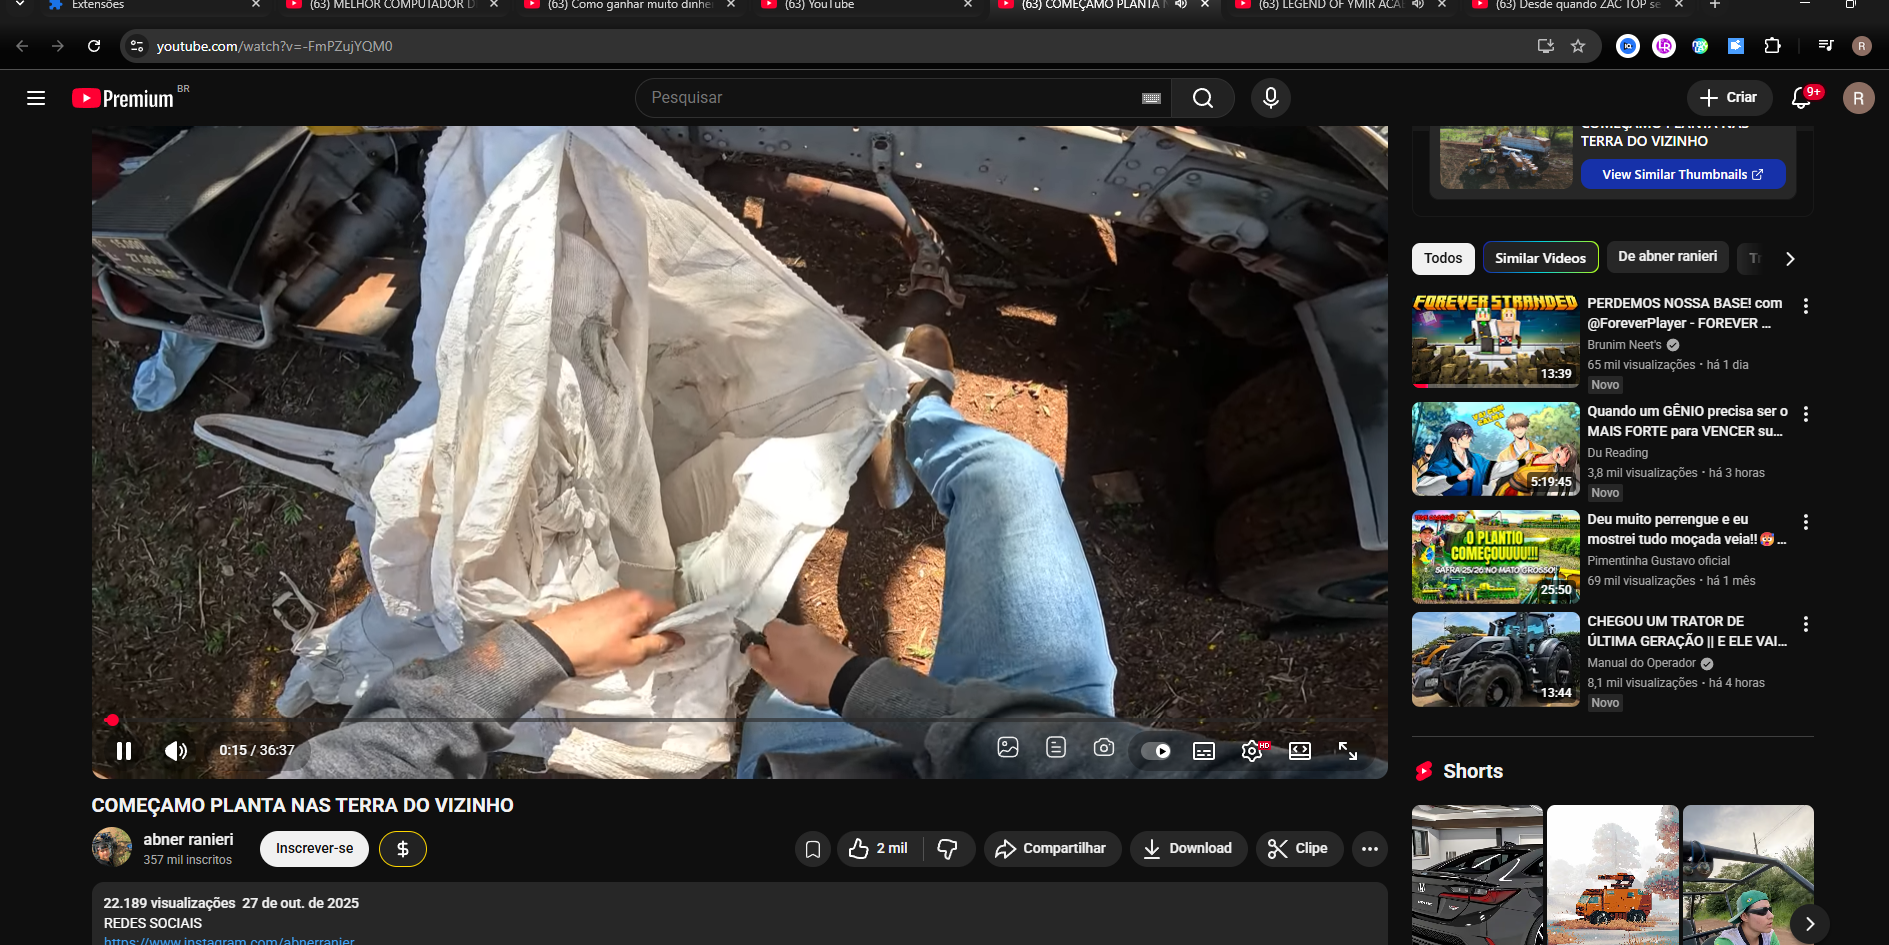 Extensões
(63) MELHOR COMPUTADOR D
(63) Como ganhar muito dinhei
(63) YouTube
(63) COMEÇAMO PLANTA N
(63) LEGEND OF YMIR ACA
(63) Desde quando ZAC TOP se
youtube.com/watch?v=-FmPZujYQM0
R
Premium BR
Pesquisar
Criar
9+
R
COMEÇAMO PLANTA NAS
TERRA DO VIZINHO
View Similar Thumbnails
Todos
Similar Videos
De abner ranieri
15.000
27.000
FOREVER STRANDED
13:39
PERDEMOS NOSSA BASE! com
@ForeverPlayer - FOREVER ...
Brunim Neet's
65 mil visualizações • há 1 dia
Novo
5:19:45
Quando um GÊNIO precisa ser o
MAIS FORTE para VENCER su...
Du Reading
3,8 mil visualizações • há 3 horas
Novo
O PLANTIO
COMEÇOUUUU!!!
SAFRA 25/26 NO MATO GROSSO!
25:50
Deu muito perrengue e eu
mostrei tudo moçada veia!! ...
Pimentinha Gustavo oficial
69 mil visualizações • há 1 mês
13:44
CHEGOU UM TRATOR DE
ÚLTIMA GERAÇÃO || E ELE VAI...
Manual do Operador
8,1 mil visualizações • há 4 horas
Novo
0:15 / 36:37
HD
Shorts
COMEÇAMO PLANTA NAS TERRA DO VIZINHO
abner ranieri
357 mil inscritos
Inscrever-se
$
2 mil
Compartilhar
Download
Clipe
22.189 visualizações 27 de out. de 2025
REDES SOCIAIS
https://www.instagram.com/abnerranier